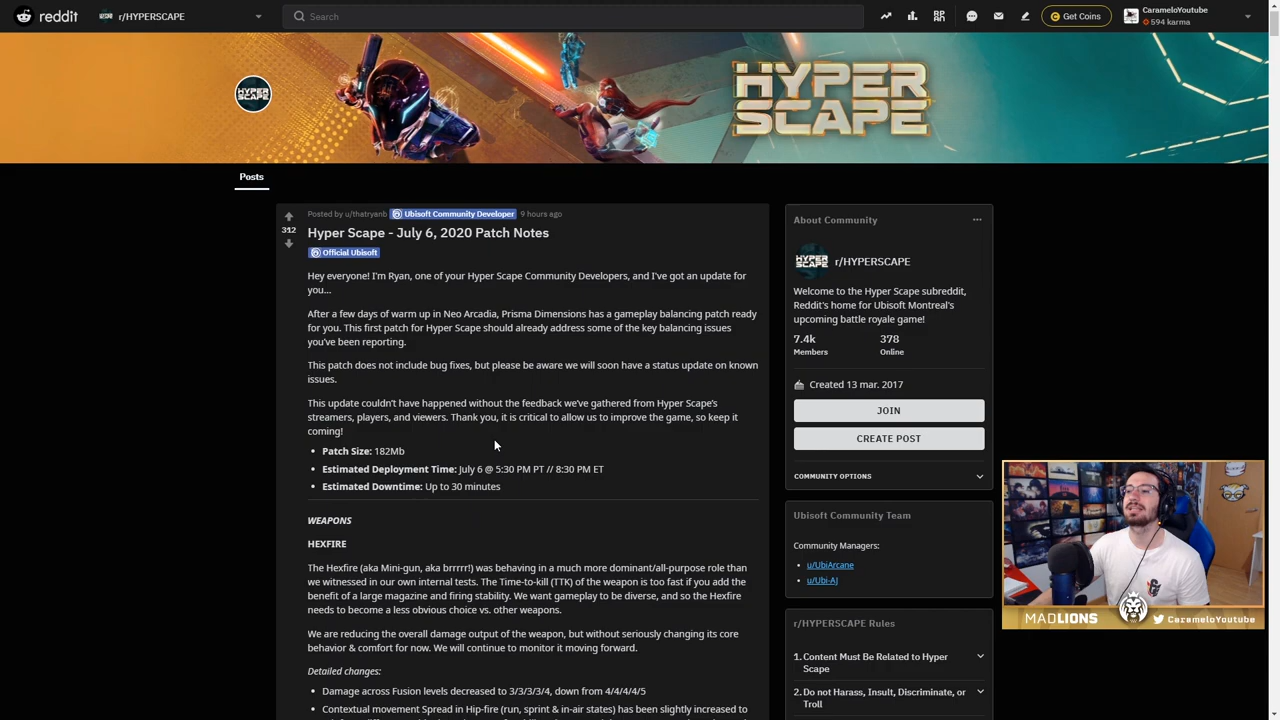 reddit
r/HYPERSCAPE
Search
Get Coins
CarameloYoutube
594 karma
HYPER
SCAPE
HYPER
SCAPE
Posts
312
Posted by u/thatryanb Ubisoft Community Developer 9 hours ago
Hyper Scape - July 6, 2020 Patch Notes
Official Ubisoft
Hey everyone! I'm Ryan, one of your Hyper Scape Community Developers, and I've got an update for
you...
After a few days of warm up in Neo Arcadia, Prisma Dimensions has a gameplay balancing patch ready
for you. This first patch for Hyper Scape should already address some of the key balancing issues
you've been reporting.
This patch does not include bug fixes, but please be aware we will soon have a status update on known
issues.
This update couldn't have happened without the feedback we've gathered from Hyper Scape's
streamers, players, and viewers. Thank you, it is critical to allow us to improve the game, so keep it
coming!
• Patch Size: 182Mb
• Estimated Deployment Time: July 6 @ 5:30 PM PT // 8:30 PM ET
• Estimated Downtime: Up to 30 minutes
WEAPONS
HEXFIRE
The Hexfire (aka Mini-gun, aka brrrrr!) was behaving in a much more dominant/all-purpose role than
we witnessed in our own internal tests. The Time-to-kill (TTK) of the weapon is too fast if you add the
benefit of a large magazine and firing stability. We want gameplay to be diverse, and so the Hexfire
needs to become a less obvious choice vs. other weapons.
We are reducing the overall damage output of the weapon, but without seriously changing its core
behavior & comfort for now. We will continue to monitor it moving forward.
Detailed changes:
• Damage across Fusion levels decreased to 3/3/3/3/4, down from 4/4/4/4/5
• Contextual movement Spread in Hip-fire (run, sprint & in-air states) has been slightly increased to
About Community
HYPER
SCAPE
r/HYPERSCAPE
Welcome to the Hyper Scape subreddit,
Reddit's home for Ubisoft Montreal's
upcoming battle royale game!
7.4k
Members
378
Online
Created 13 mar. 2017
JOIN
CREATE POST
COMMUNITY OPTIONS
Ubisoft Community Team
Community Managers:
• u/UbiArcane
• u/Ubi-AJ
r/HYPERSCAPE Rules
1. Content Must Be Related to Hyper
Scape
2. Do not Harass, Insult, Discriminate, or
Troll
MADLIONS
CarameloYoutube